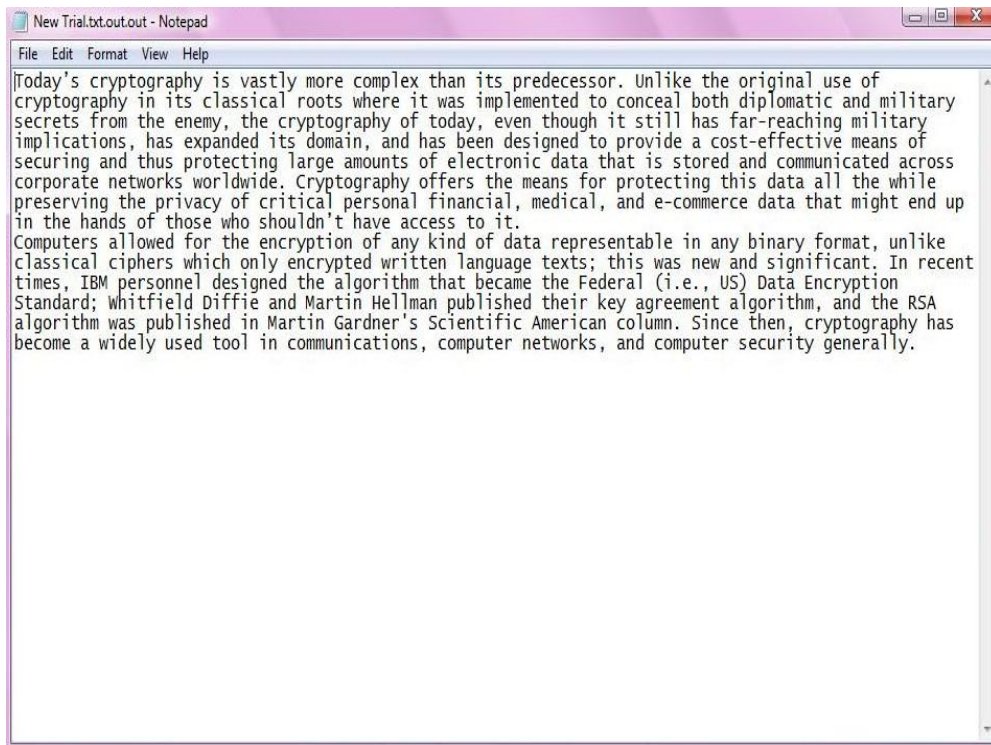 New Trial.txt.out.out - Notepad
File Edit Format View Help
Today’s cryptography is vastly more complex than its predecessor. Unlike the original use of
cryptography in its classical roots where it was implemented to conceal both diplomatic and military
secrets from the enemy, the cryptography of today, even though it still has far-reaching military
implications, has expanded its domain, and has been designed to provide a cost-effective means of
securing and thus protecting large amounts of electronic data that is stored and communicated across
corporate networks worldwide. Cryptography offers the means for protecting this data all the while
preserving the privacy of critical personal financial, medical, and e-commerce data that might end up
in the hands of those who shouldn’t have access to it.
Computers allowed for the encryption of any kind of data representable in any binary format, unlike
classical ciphers which only encrypted written language texts; this was new and significant. In recent
times, IBM personnel designed the algorithm that became the Federal (i.e., US) Data Encryption
Standard; Whitfield Diffie and Martin Hellman published their key agreement algorithm, and the RSA
algorithm was published in Martin Gardner's Scientific American column. Since then, cryptography has
become a widely used tool in communications, computer networks, and computer security generally.